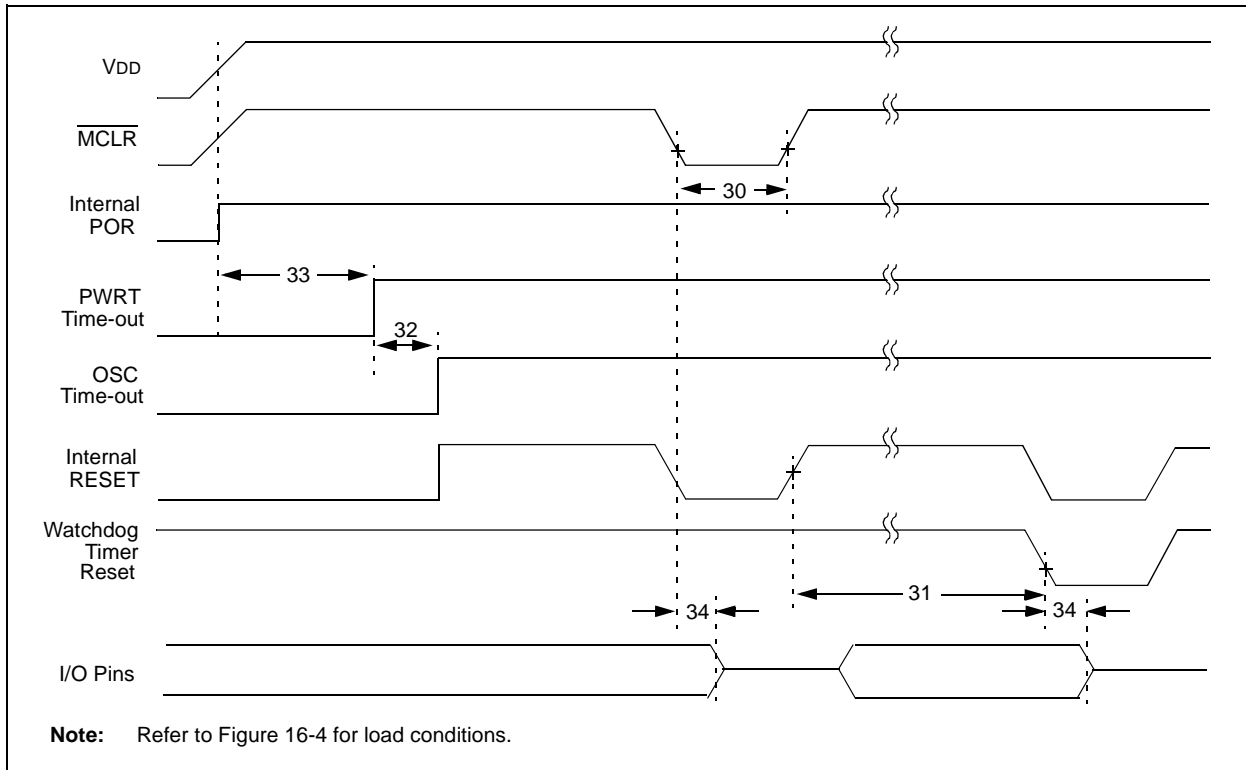 VDD
MCLR
30
Internal
POR
33
PWRT
Time-out
32
OSC
Time-out
Internal
RESET
Watchdog
Timer
Reset
31
34
34
I/O Pins
Note: Refer to Figure 16-4 for load conditions.